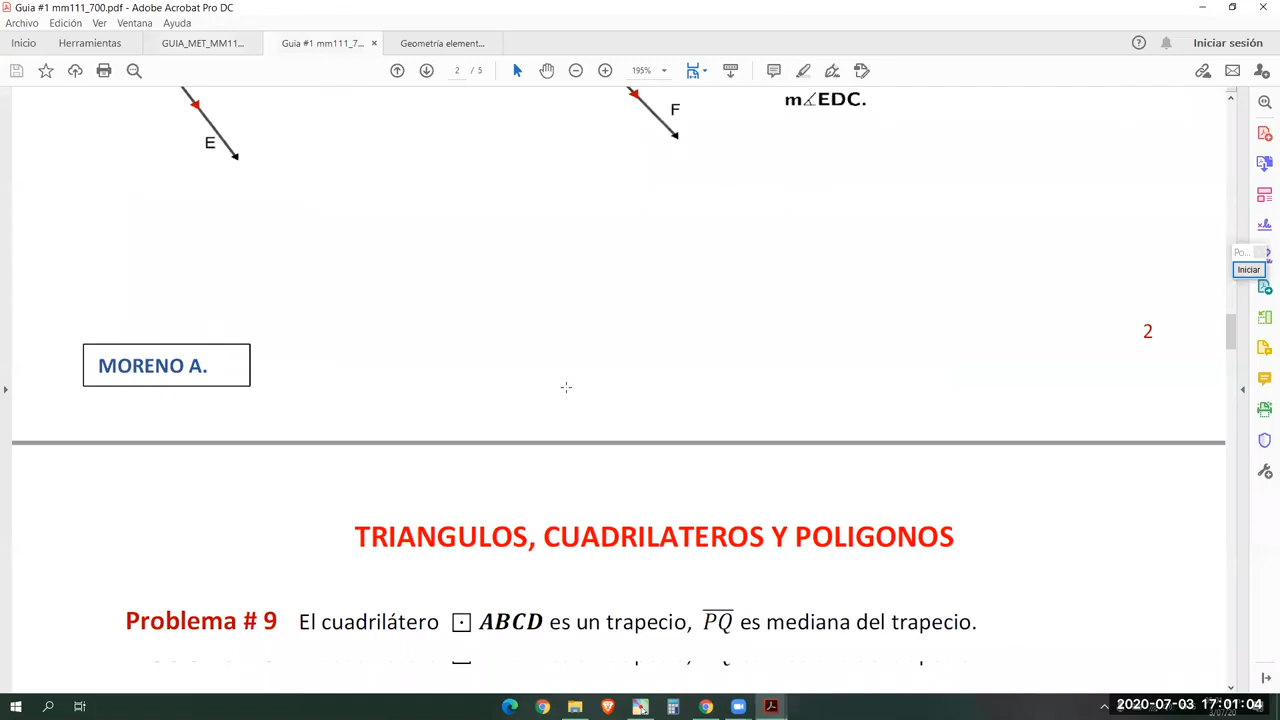 Guia #1 mm111_700.pdf - Adobe Acrobat Pro DC
Archivo Edición Ver Ventana Ayuda
Inicio Herramientas GUIA_MET_MM11... Guia #1 mm111_7... × Geometría element... Iniciar sesión
2 / 5 195%
E
F
m∡EDC.
Po...
Iniciar
2
MORENO A.
TRIANGULOS, CUADRILATEROS Y POLIGONOS
Problema # 9 El cuadrilátero ⊡ ABCD es un trapecio, PQ es mediana del trapecio.
2020-07-03 17:01:04